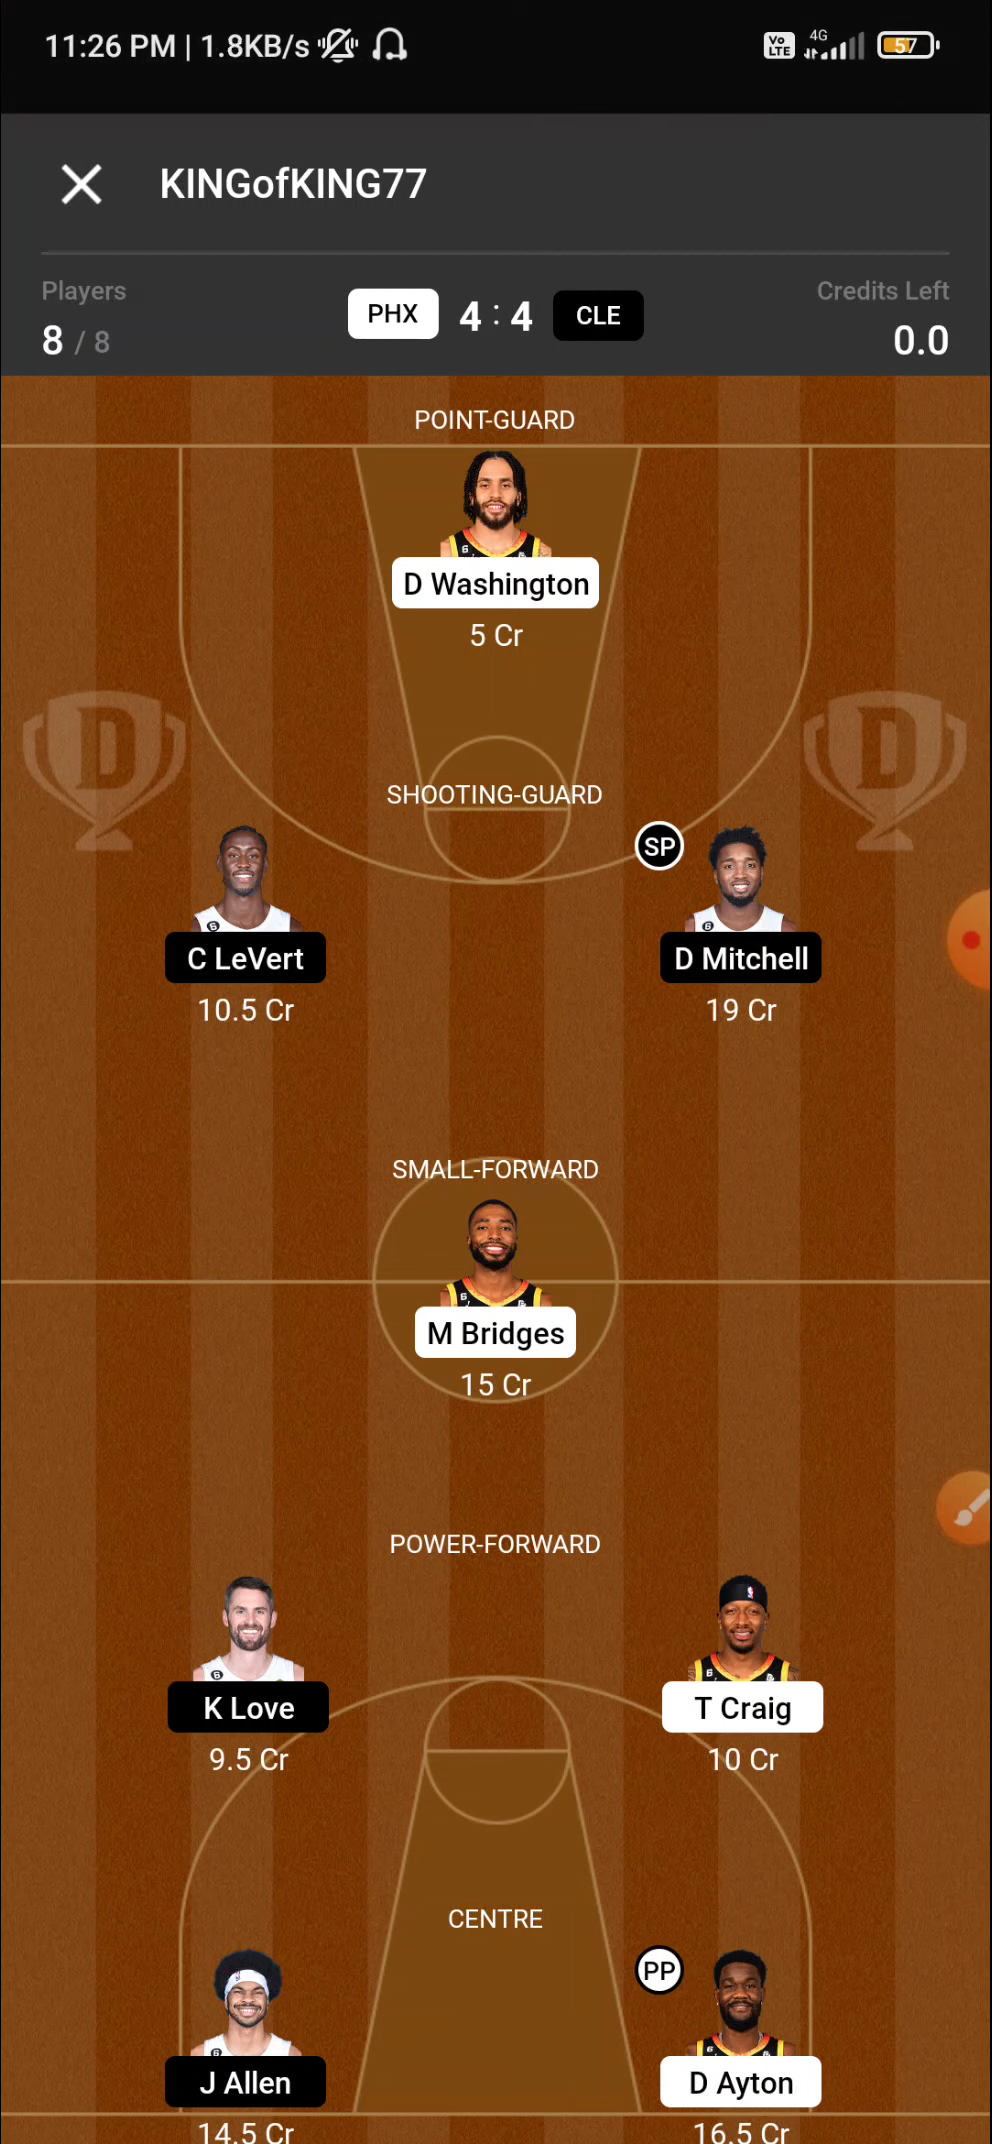 11:26 PM | 1.8KB/s
Vo LTE 4G 57
KINGofKING77
Players
8 / 8
PHX 4 : 4 CLE
Credits Left
0.0
POINT-GUARD
D Washington
5 Cr
SHOOTING-GUARD
C LeVert
10.5 Cr
SP
D Mitchell
19 Cr
SMALL-FORWARD
M Bridges
15 Cr
POWER-FORWARD
K Love
9.5 Cr
T Craig
10 Cr
CENTRE
J Allen
14.5 Cr
PP
D Ayton
16.5 Cr